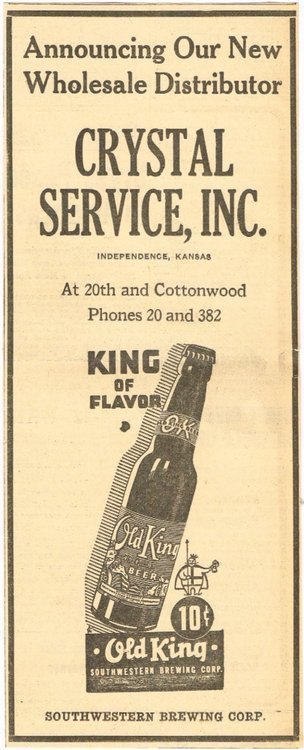 Announcing Our New
Wholesale Distributor
CRYSTAL
SERVICE, INC.
INDEPENDENCE, KANSAS
At 20th and Cottonwood
Phones 20 and 382
KING
OF
FLAVOR
Old King
BEER
10¢
· Old King ·
SOUTHWESTERN BREWING CORP.
SOUTHWESTERN BREWING CORP.